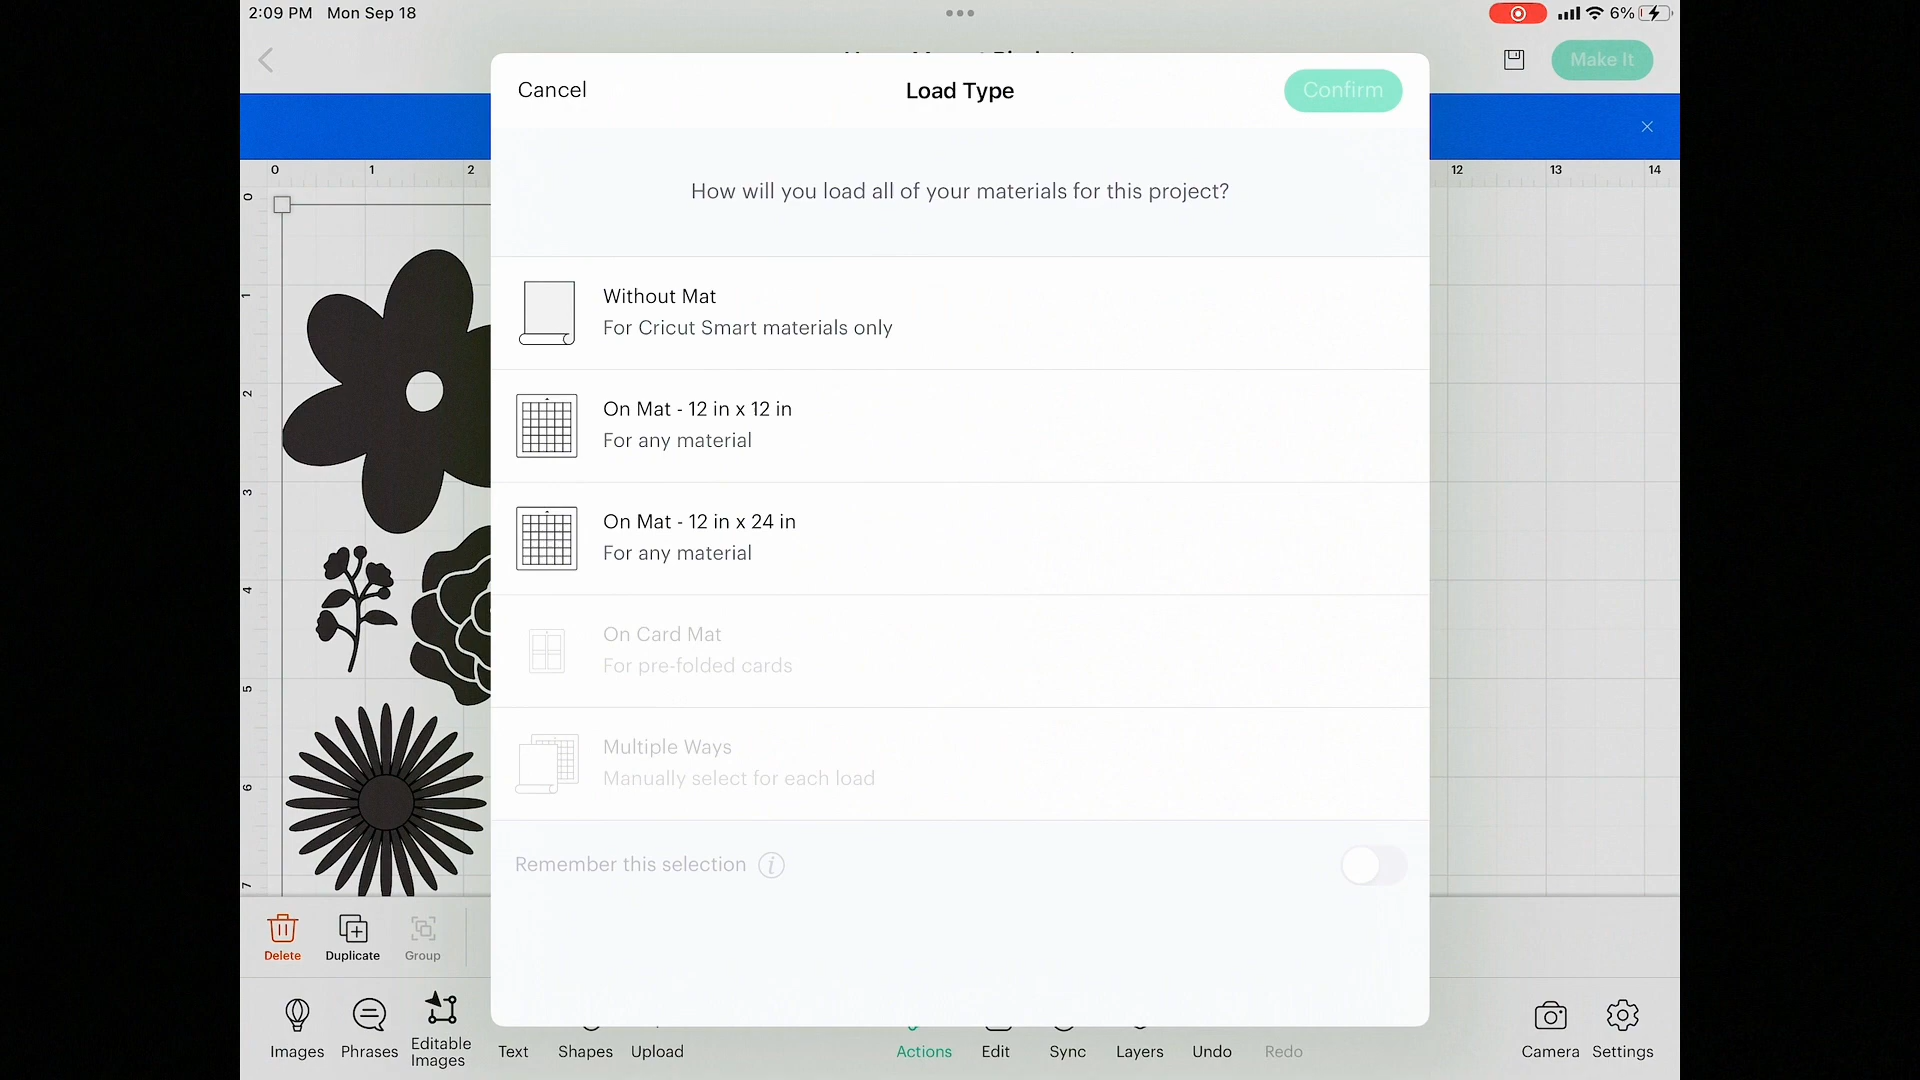 2:09 PM Mon Sep 18
6%
Make It
Cancel
Load Type
Confirm
How will you load all of your materials for this project?
0 1 2
12 13 14
0
1
2
3
4
5
6
7
Without Mat
For Cricut Smart materials only
On Mat - 12 in x 12 in
For any material
On Mat - 12 in x 24 in
For any material
On Card Mat
For pre-folded cards
Multiple Ways
Manually select for each load
Remember this selection
Delete Duplicate Group
Images Phrases Editable Images Text Shapes Upload Actions Edit Sync Layers Undo Redo Camera Settings